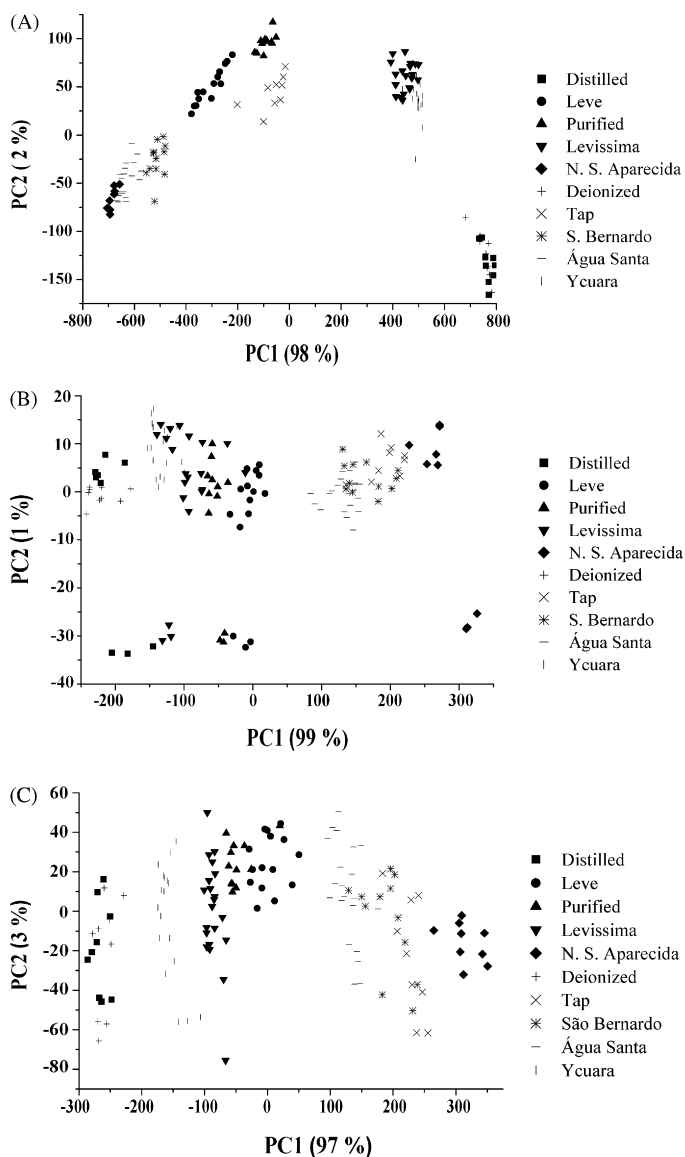 (A)
100
50
0
-50
-100
-150
PC2 ( 2 %)
-800 -600 -400 -200 0 200 400 600 800
PC1 (98 %)
Distilled
Leve
Purified
Levissima
N. S. Aparecida
Deionized
Tap
S. Bernardo
Água Santa
Ycuara
(B)
20
10
0
-10
-20
-30
-40
PC2 (1 %)
-200 -100 0 100 200 300
PC1 (99 %)
Distilled
Leve
Purified
Levissima
N. S. Aparecida
Deionized
Tap
S. Bernardo
Água Santa
Ycuara
(C)
60
40
20
0
-20
-40
-60
-80
PC2 (3 %)
-300 -200 -100 0 100 200 300 400
PC1 (97 %)
Distilled
Leve
Purified
Levissima
N. S. Aparecida
Deionized
Tap
São Bernardo
Água Santa
Ycuara